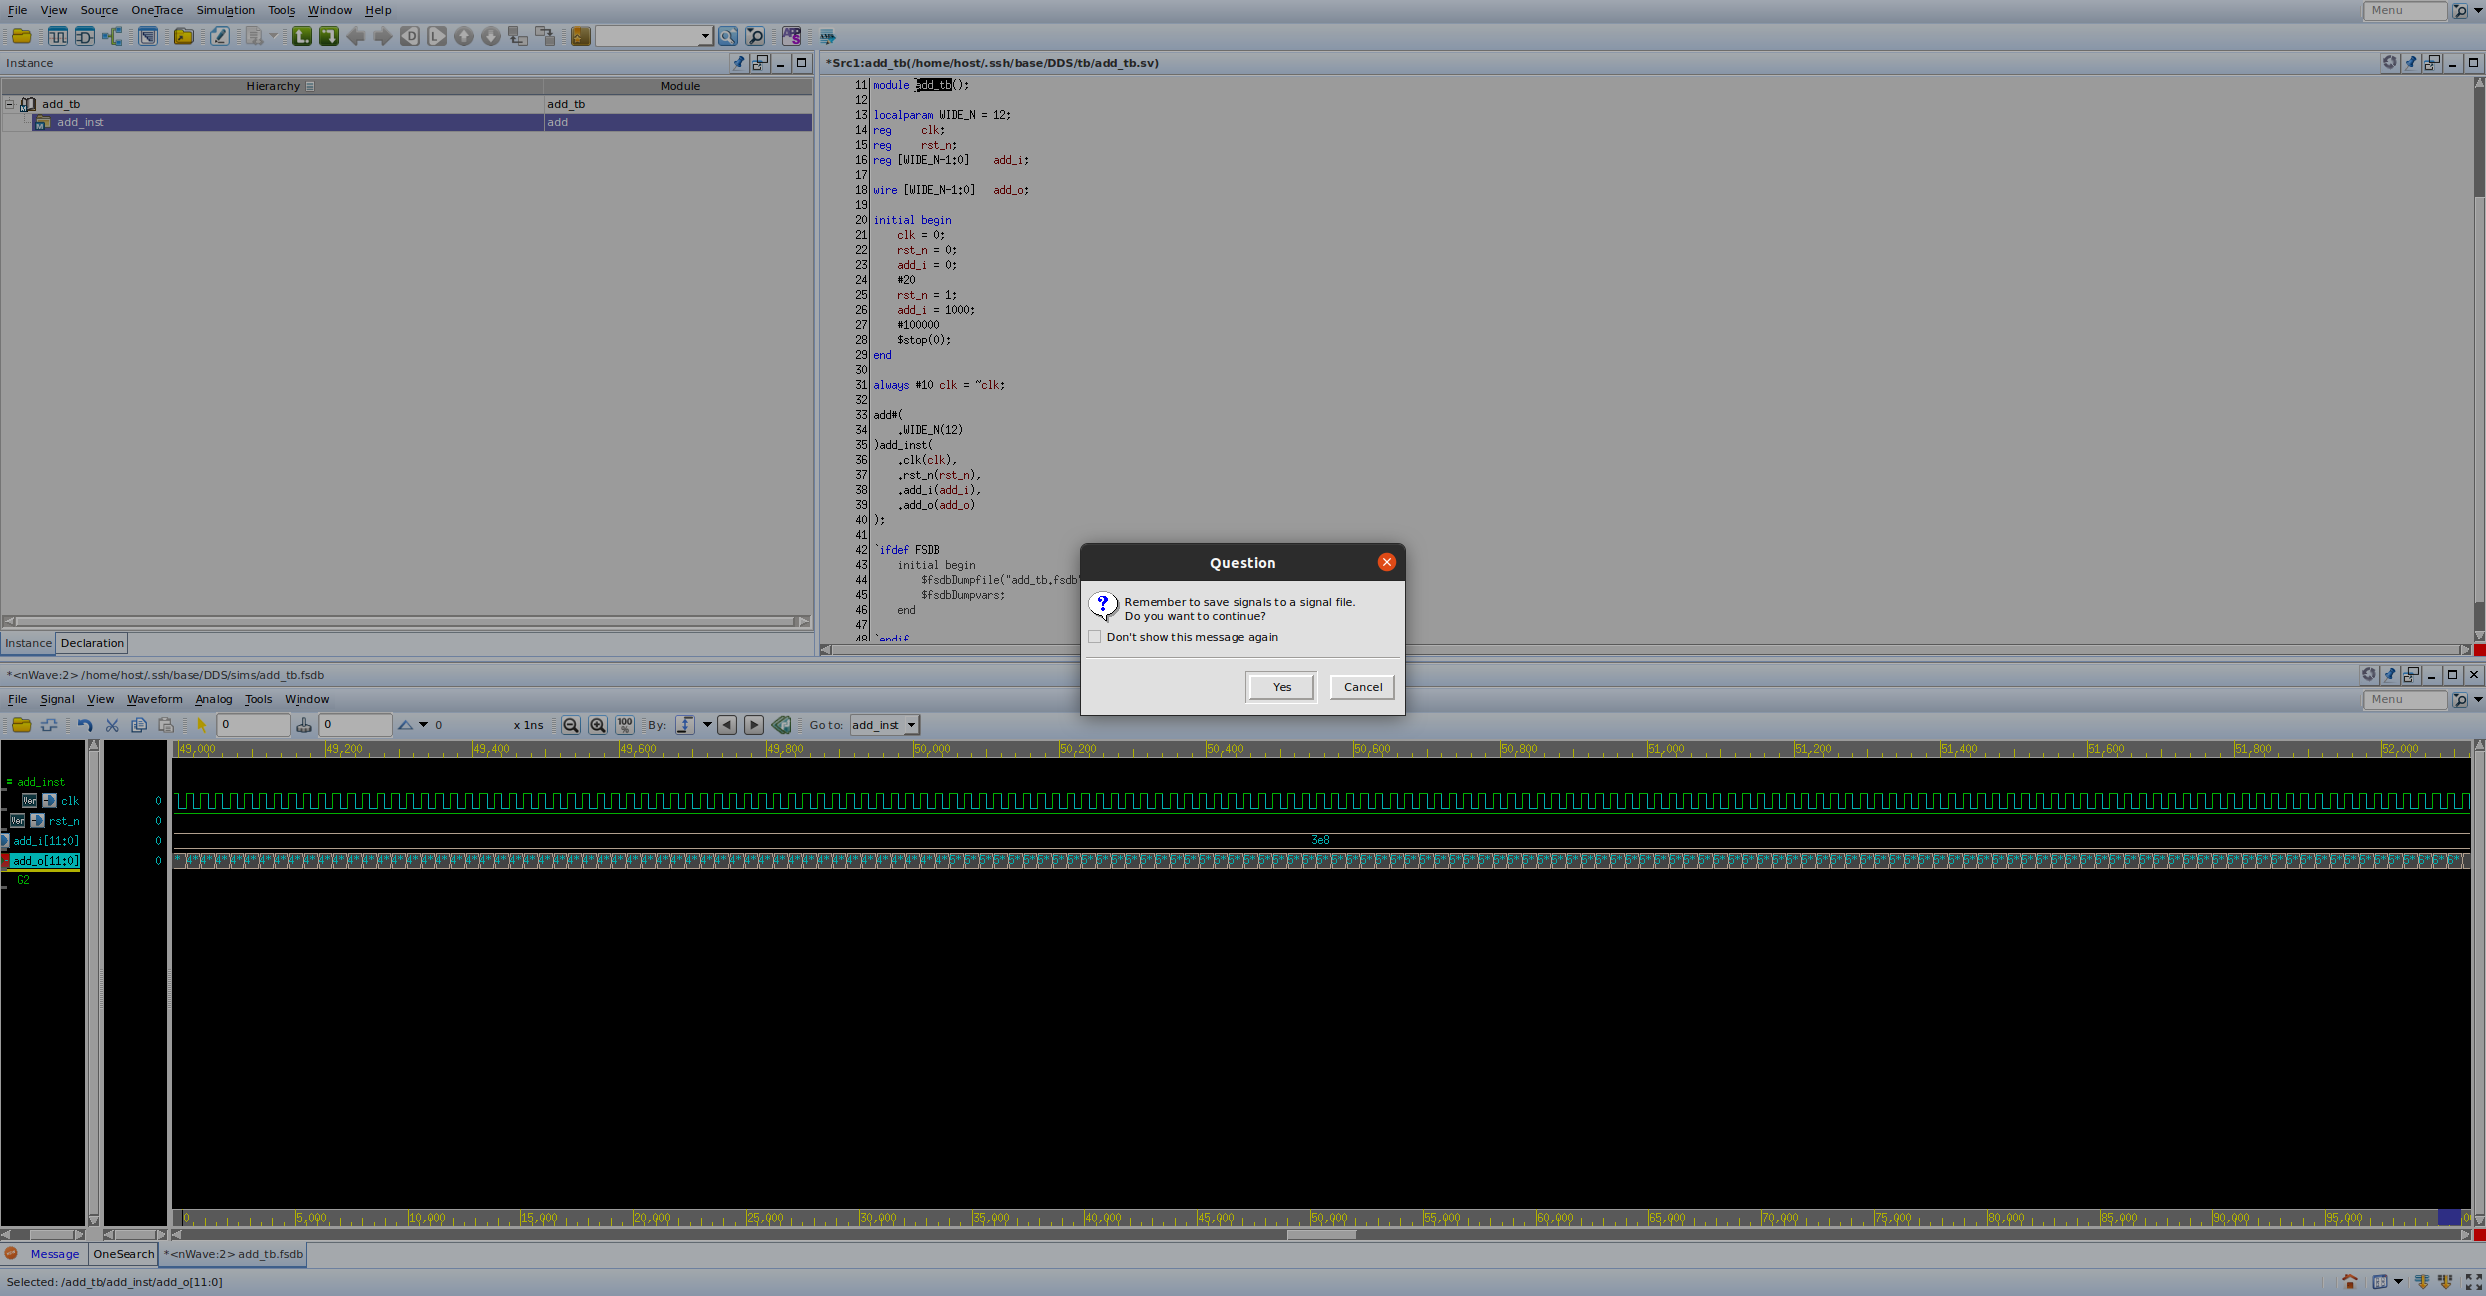 File View Source OneTrace Simulation Tools Window Help
Menu
Instance
*Src1:add_tb(/home/host/.ssh/base/DDS/tb/add_tb.sv)
Hierarchy Module
add_tb add_tb
add_inst add
11 module add_tb();
12
13 localparam WIDE_N = 12;
14 reg clk;
15 reg rst_n;
16 reg [WIDE_N-1:0] add_i;
17
18 wire [WIDE_N-1:0] add_o;
19
20 initial begin
21 clk = 0;
22 rst_n = 0;
23 add_i = 0;
24 #20
25 rst_n = 1;
26 add_i = 1000;
27 #100000
28 $stop(0);
29 end
30
31 always #10 clk = ~clk;
32
33 add#(
34 .WIDE_N(12)
35 )add_inst(
36 .clk(clk),
37 .rst_n(rst_n),
38 .add_i(add_i),
39 .add_o(add_o)
40 );
41
42 `ifdef FSDB
43 initial begin
44 $fsdbDumpfile("add_tb.fsdb
45 $fsdbDumpvars;
46 end
47
48 `endif
Instance Declaration
Question
Remember to save signals to a signal file.
Do you want to continue?
Don't show this message again
Yes Cancel
*<nWave:2> /home/host/.ssh/base/DDS/sims/add_tb.fsdb
File Signal View Waveform Analog Tools Window
Menu
0 0 0 x 1ns 100% By: Go to: add_inst
49,000 49,200 49,400 49,600 49,800 50,000 50,200 50,400 50,600 50,800 51,000 51,200 51,400 51,600 51,800 52,000
= add_inst
clk 0
rst_n 0
add_i[11:0] 0 3e8
add_o[11:0] 0
G2
0 5,000 10,000 15,000 20,000 25,000 30,000 35,000 40,000 45,000 50,000 55,000 60,000 65,000 70,000 75,000 80,000 85,000 90,000 95,000
Message OneSearch *<nWave:2> add_tb.fsdb
Selected: /add_tb/add_inst/add_o[11:0]